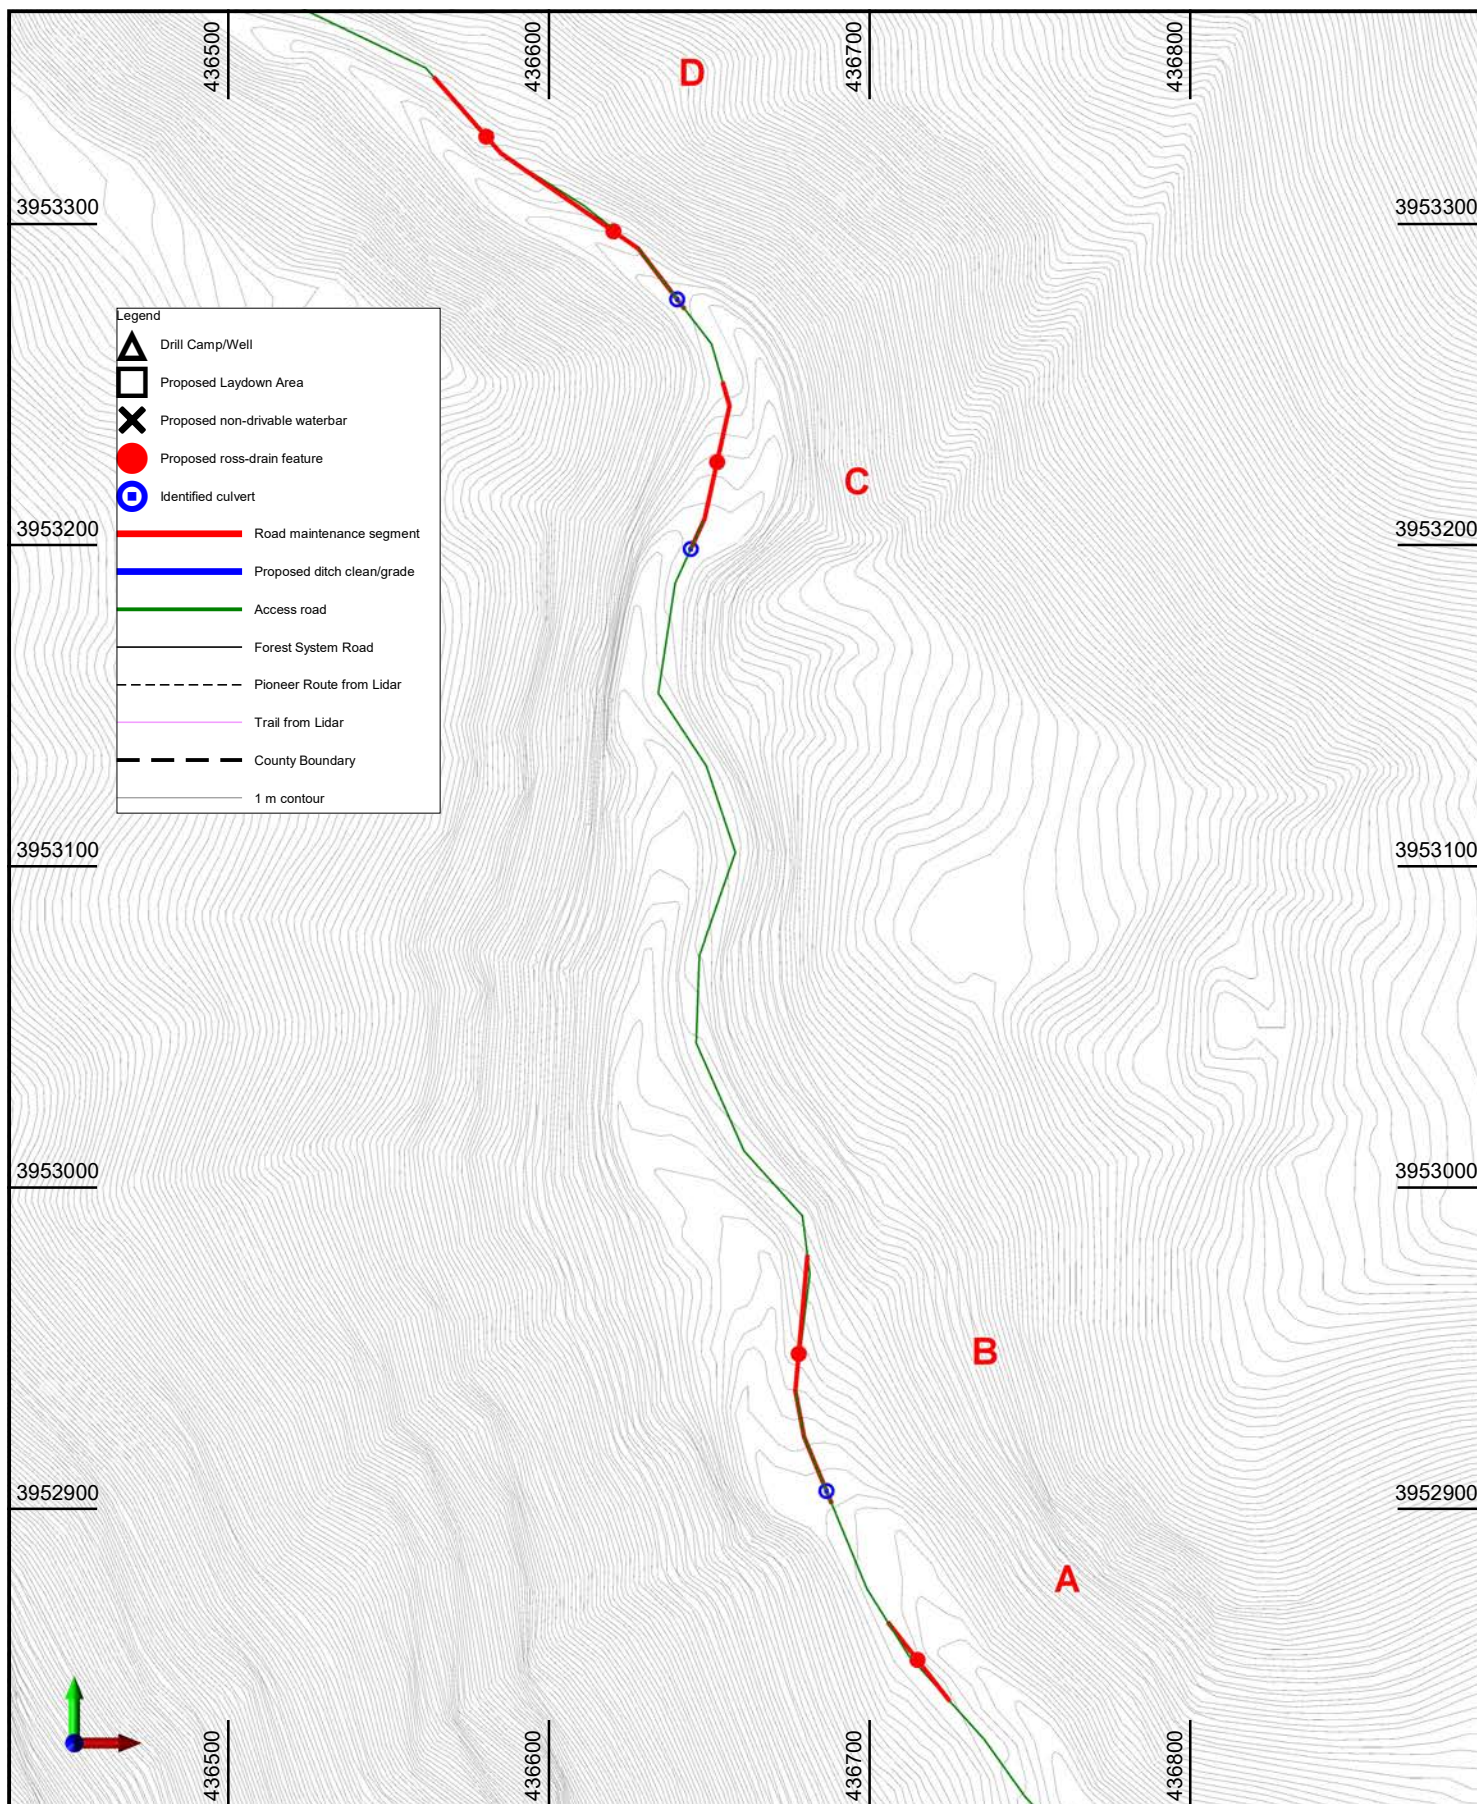 436500
436600
436700
436800
D
3953300
3953300
Legend
Drill Camp/Well
Proposed Laydown Area
Proposed non-drivable waterbar
Proposed ross-drain feature
Identified culvert
Road maintenance segment
Proposed ditch clean/grade
Access road
Forest System Road
Pioneer Route from Lidar
Trail from Lidar
County Boundary
1 m contour
C
3953200
3953200
3953100
3953100
3953000
3953000
B
3952900
3952900
A
436500
436600
436700
436800